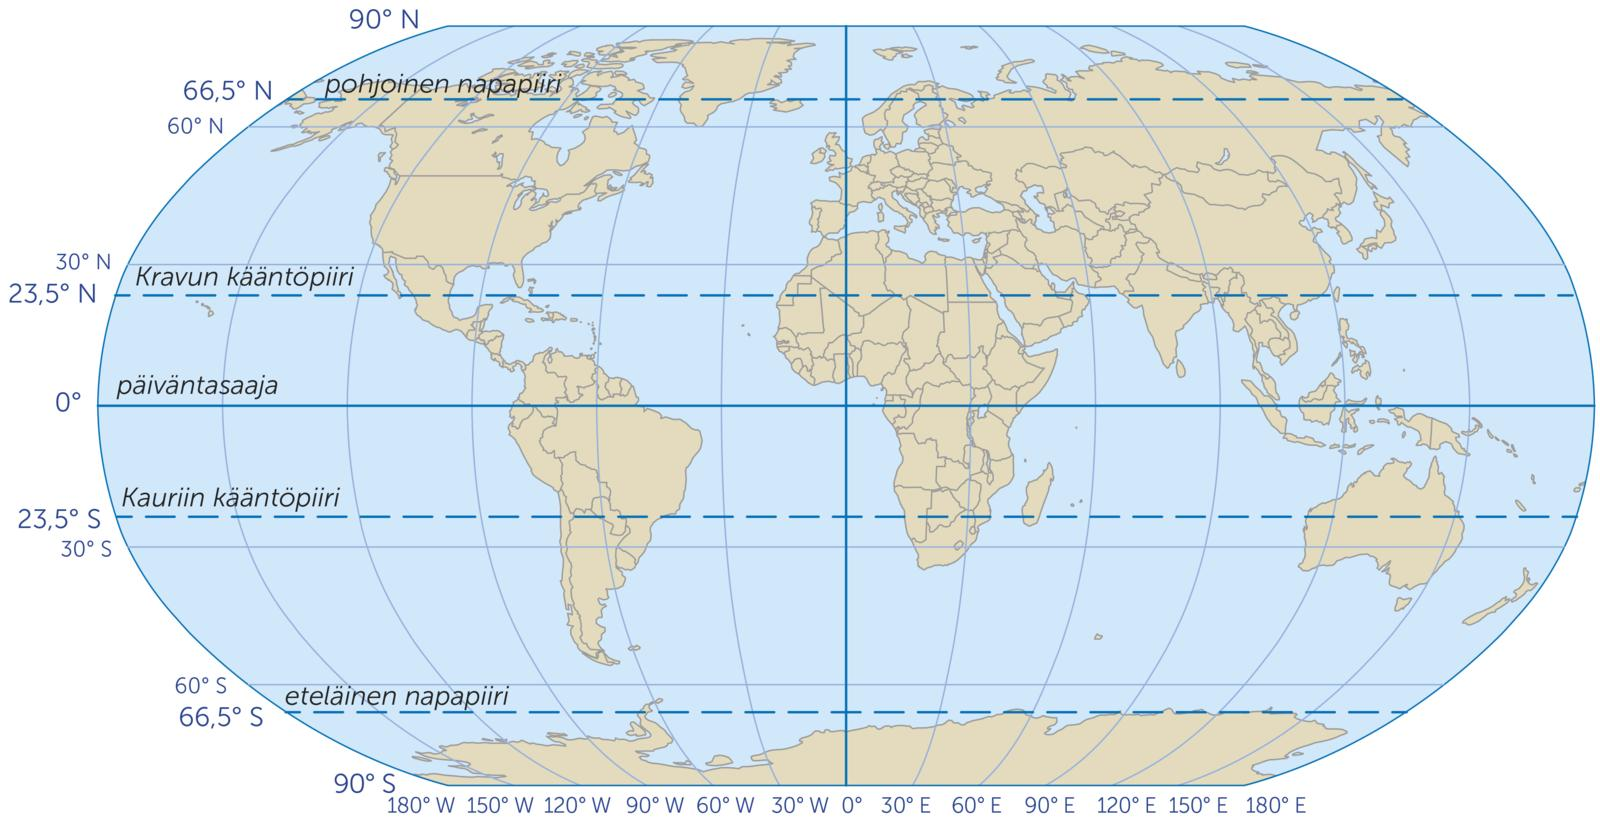 90° N
66,5° N
pohjoinen napapiiri
60° N
30° N
Kravun kääntöpiiri
23,5° N
päiväntasaaja
0°
Kauriin kääntöpiiri
23,5° S
30° S
60° S
eteläinen napapiiri
66,5° S
90° S
180° W 150° W 120° W 90° W 60° W 30° W 0° 30° E 60° E 90° E 120° E 150° E 180° E